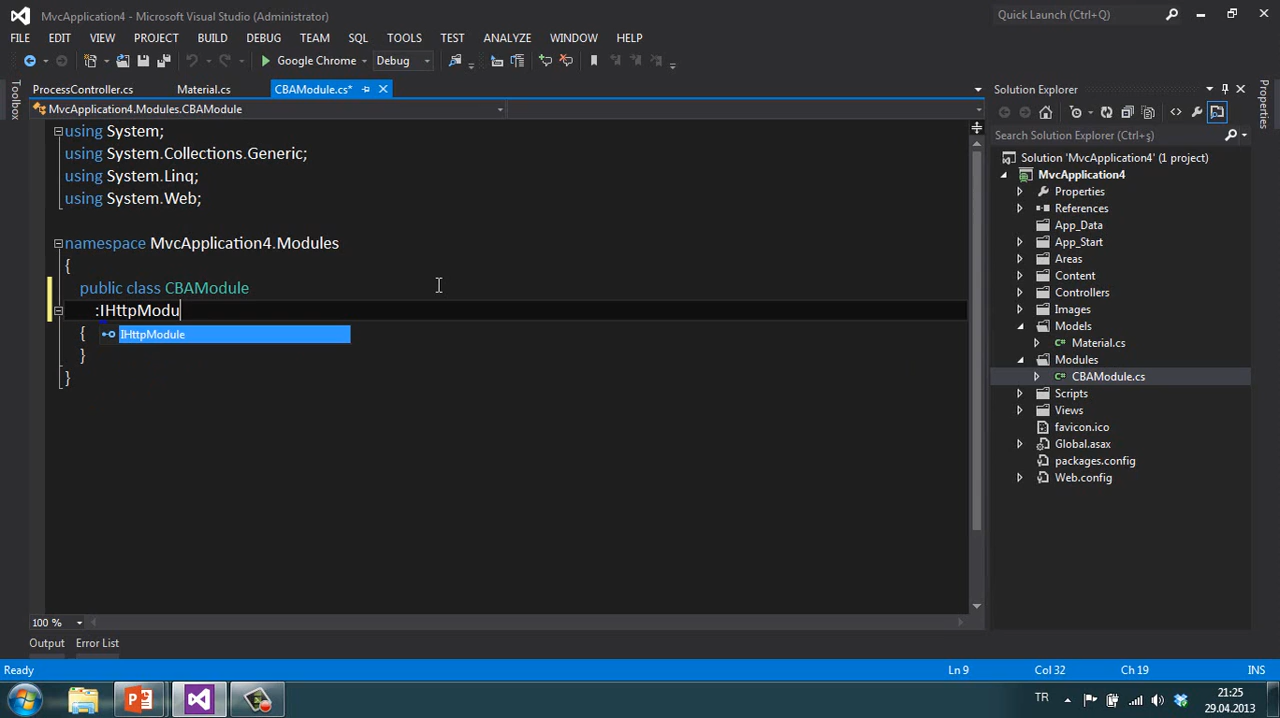 MvcApplication4 - Microsoft Visual Studio (Administrator)
Quick Launch (Ctrl+Q)
FILE EDIT VIEW PROJECT BUILD DEBUG TEAM SQL TOOLS TEST ANALYZE WINDOW HELP
Google Chrome Debug
Toolbox
ProcessController.cs Material.cs CBAModule.cs*
MvcApplication4.Modules.CBAModule
using System;
using System.Collections.Generic;
using System.Linq;
using System.Web;
namespace MvcApplication4.Modules
{
public class CBAModule
:IHttpModu
{ IHttpModule
}
}
100 %
Solution Explorer
Search Solution Explorer (Ctrl+ş)
Solution 'MvcApplication4' (1 project)
MvcApplication4
Properties
References
App_Data
App_Start
Areas
Content
Controllers
Images
Models
C# Material.cs
Modules
C# CBAModule.cs
Scripts
Views
favicon.ico
Global.asax
packages.config
Web.config
Properties
Output Error List
Ready Ln 9 Col 32 Ch 19 INS
TR 21:25
29.04.2013